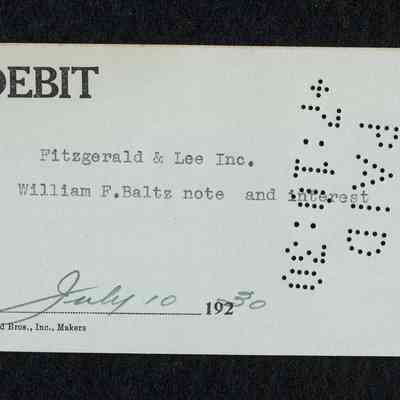 DEBIT
Fitzgerald & Lee Inc.
William F.Baltz note and interest
July 10 192 30
d Bros., Inc., Makers
PAID